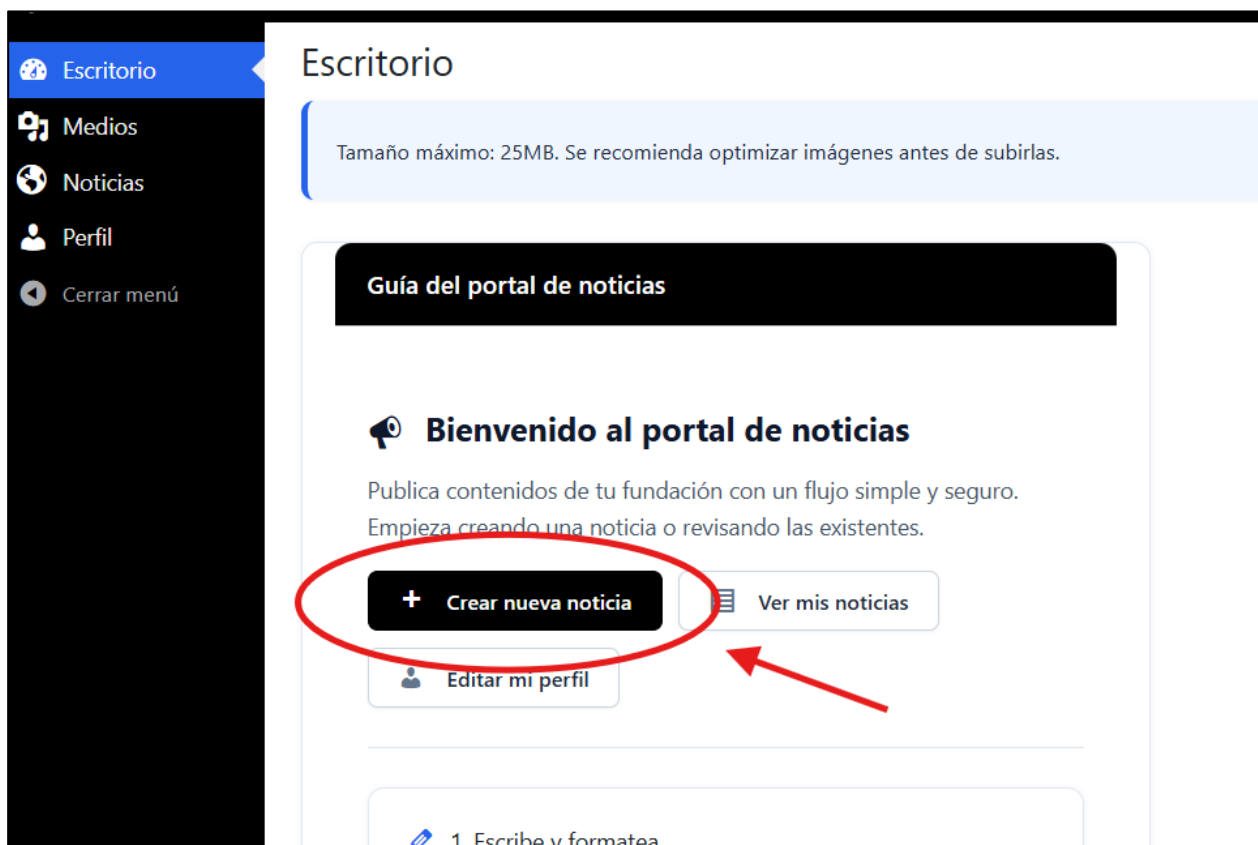 Escritorio
Medios
Noticias
Perfil
Cerrar menú
Escritorio
Tamaño máximo: 25MB. Se recomienda optimizar imágenes antes de subirlas.
Guía del portal de noticias
Bienvenido al portal de noticias
Publica contenidos de tu fundación con un flujo simple y seguro.
Empieza creando una noticia o revisando las existentes.
+ Crear nueva noticia
Ver mis noticias
Editar mi perfil
1. Escribe y formatea